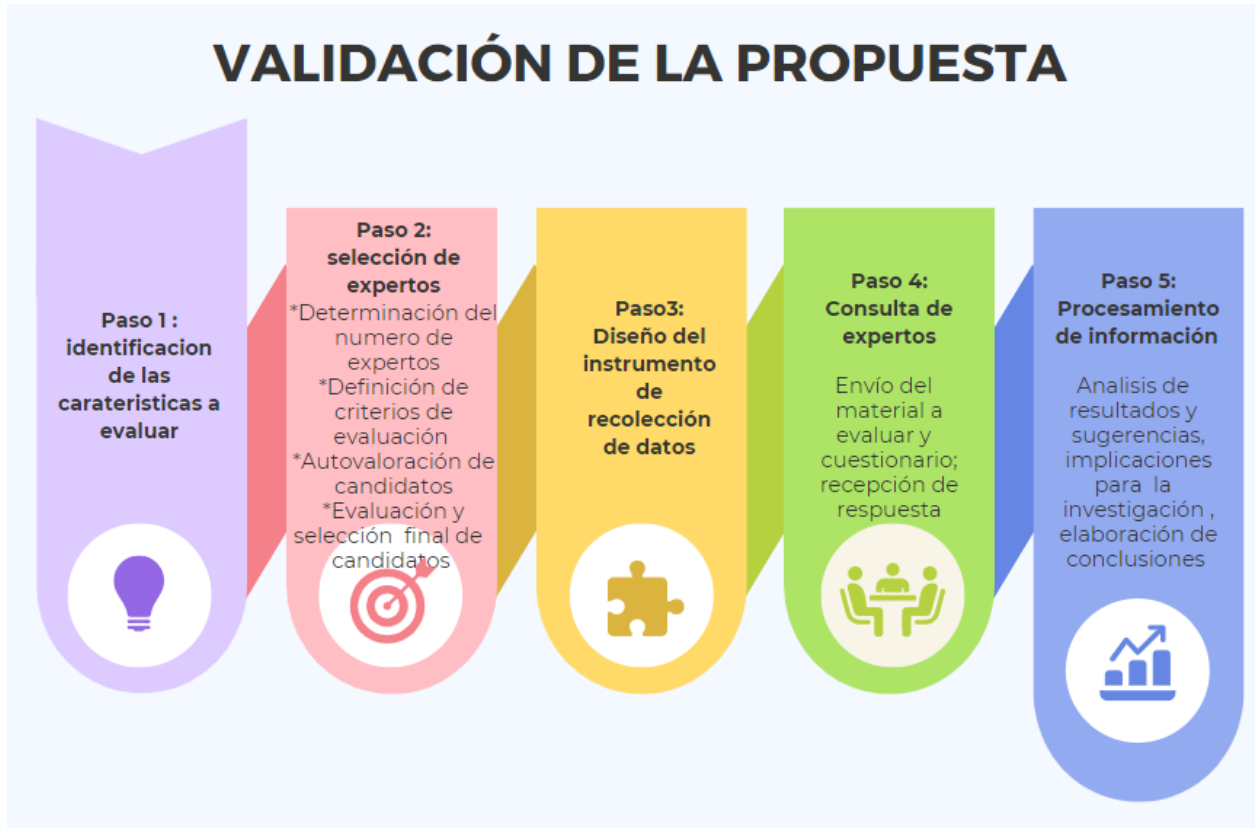 VALIDACIÓN DE LA PROPUESTA
Paso 1 :
identificacion
de las
carateristicas a
evaluar
Paso 2:
selección de
expertos
*Determinación del
numero de
expertos
*Definición de
criterios de
evaluación
*Autovaloración de
candidatos
*Evaluación y
selección final de
candidatos
Paso3:
Diseño del
instrumento
de
recolección
de datos
Paso 4:
Consulta de
expertos
Envío del
material a
evaluar y
cuestionario;
recepción de
respuesta
Paso 5:
Procesamiento
de información
Analisis de
resultados y
sugerencias,
implicaciones
para la
investigación ,
elaboración de
conclusiones